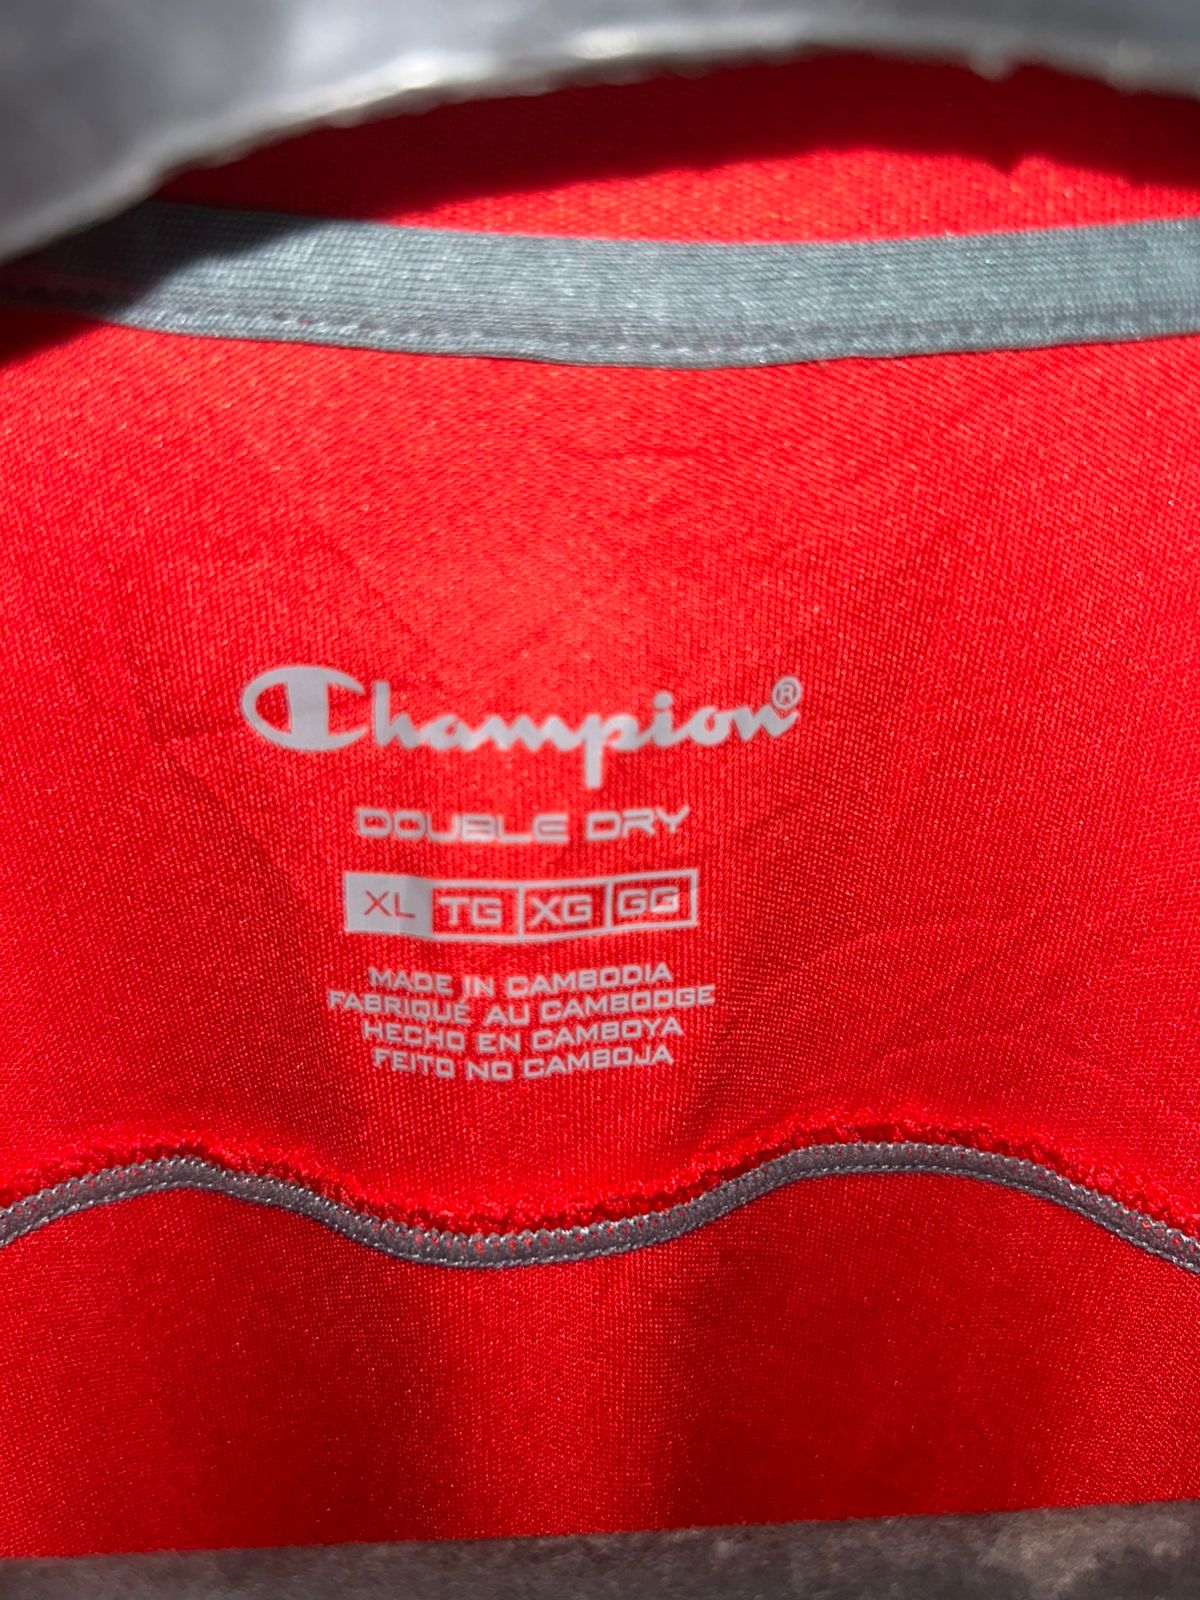 Champion®
DOUBLE DRY
XL TG XG GG
MADE IN CAMBODIA
FABRIQUÉ AU CAMBODGE
HECHO EN CAMBOYA
FEITO NO CAMBOJA